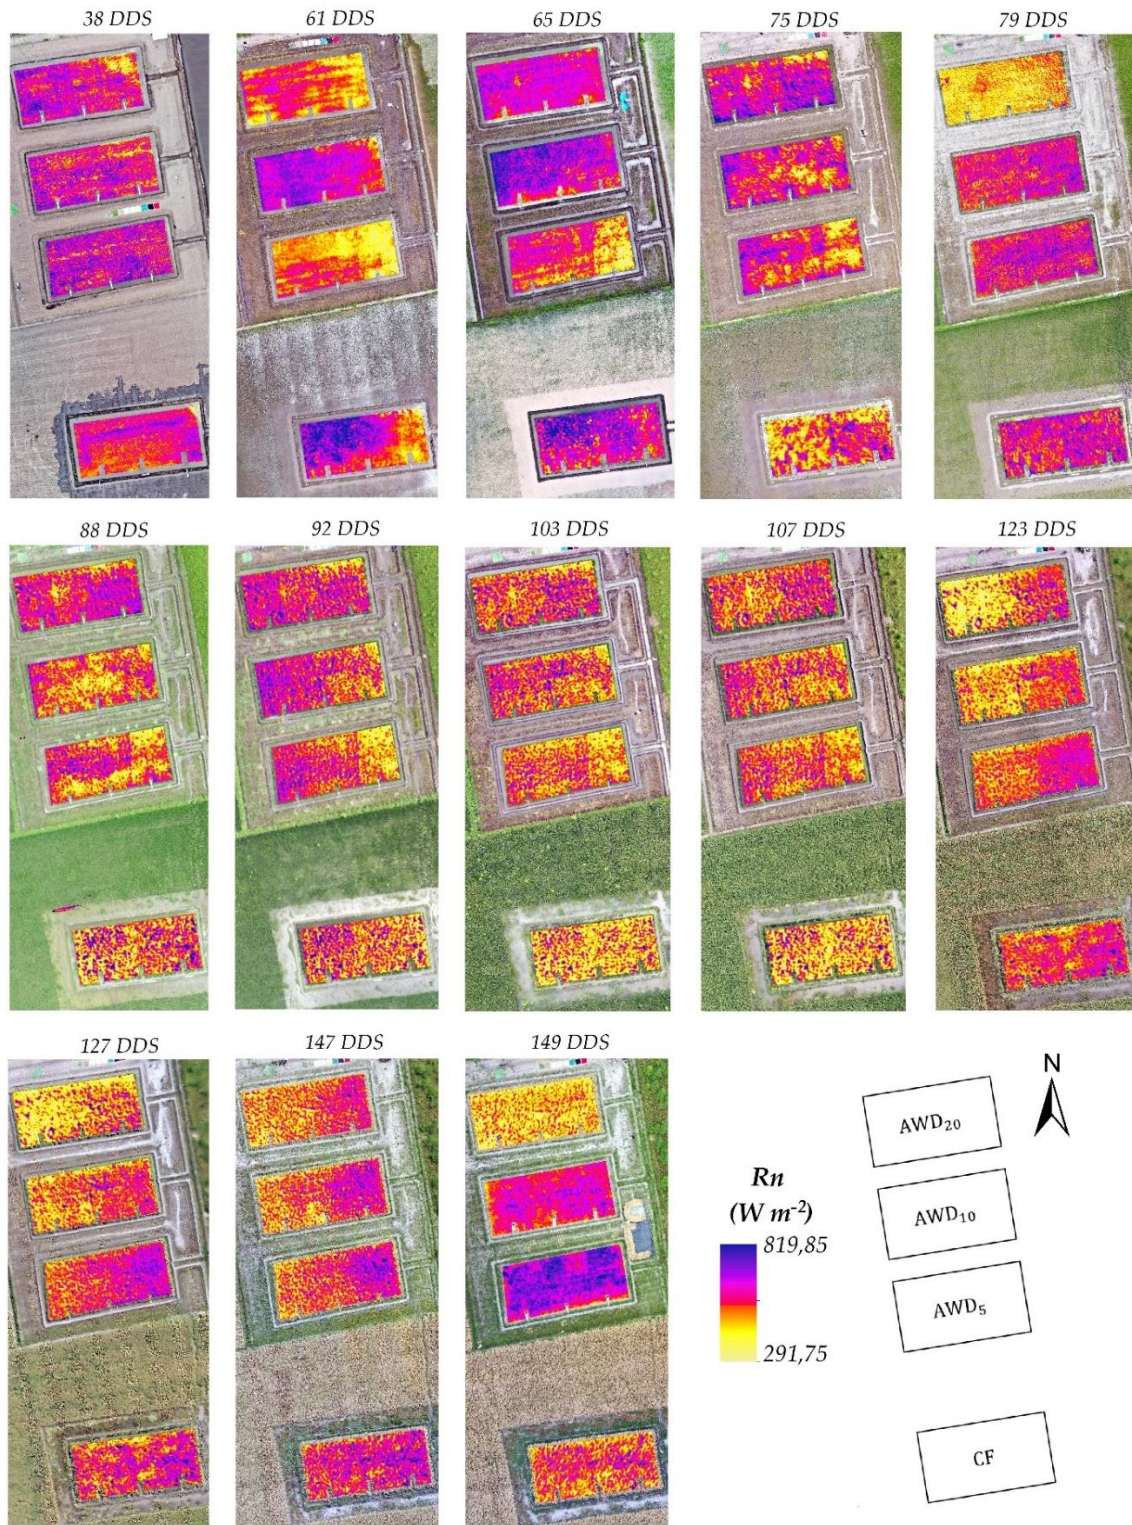 38 DDS 61 DDS 65 DDS 75 DDS 79 DDS
88 DDS 92 DDS 103 DDS 107 DDS 123 DDS
127 DDS 147 DDS 149 DDS
N
AWD₂₀
AWD₁₀
AWD₅
CF
Rn
(W m⁻²)
819,85
291,75